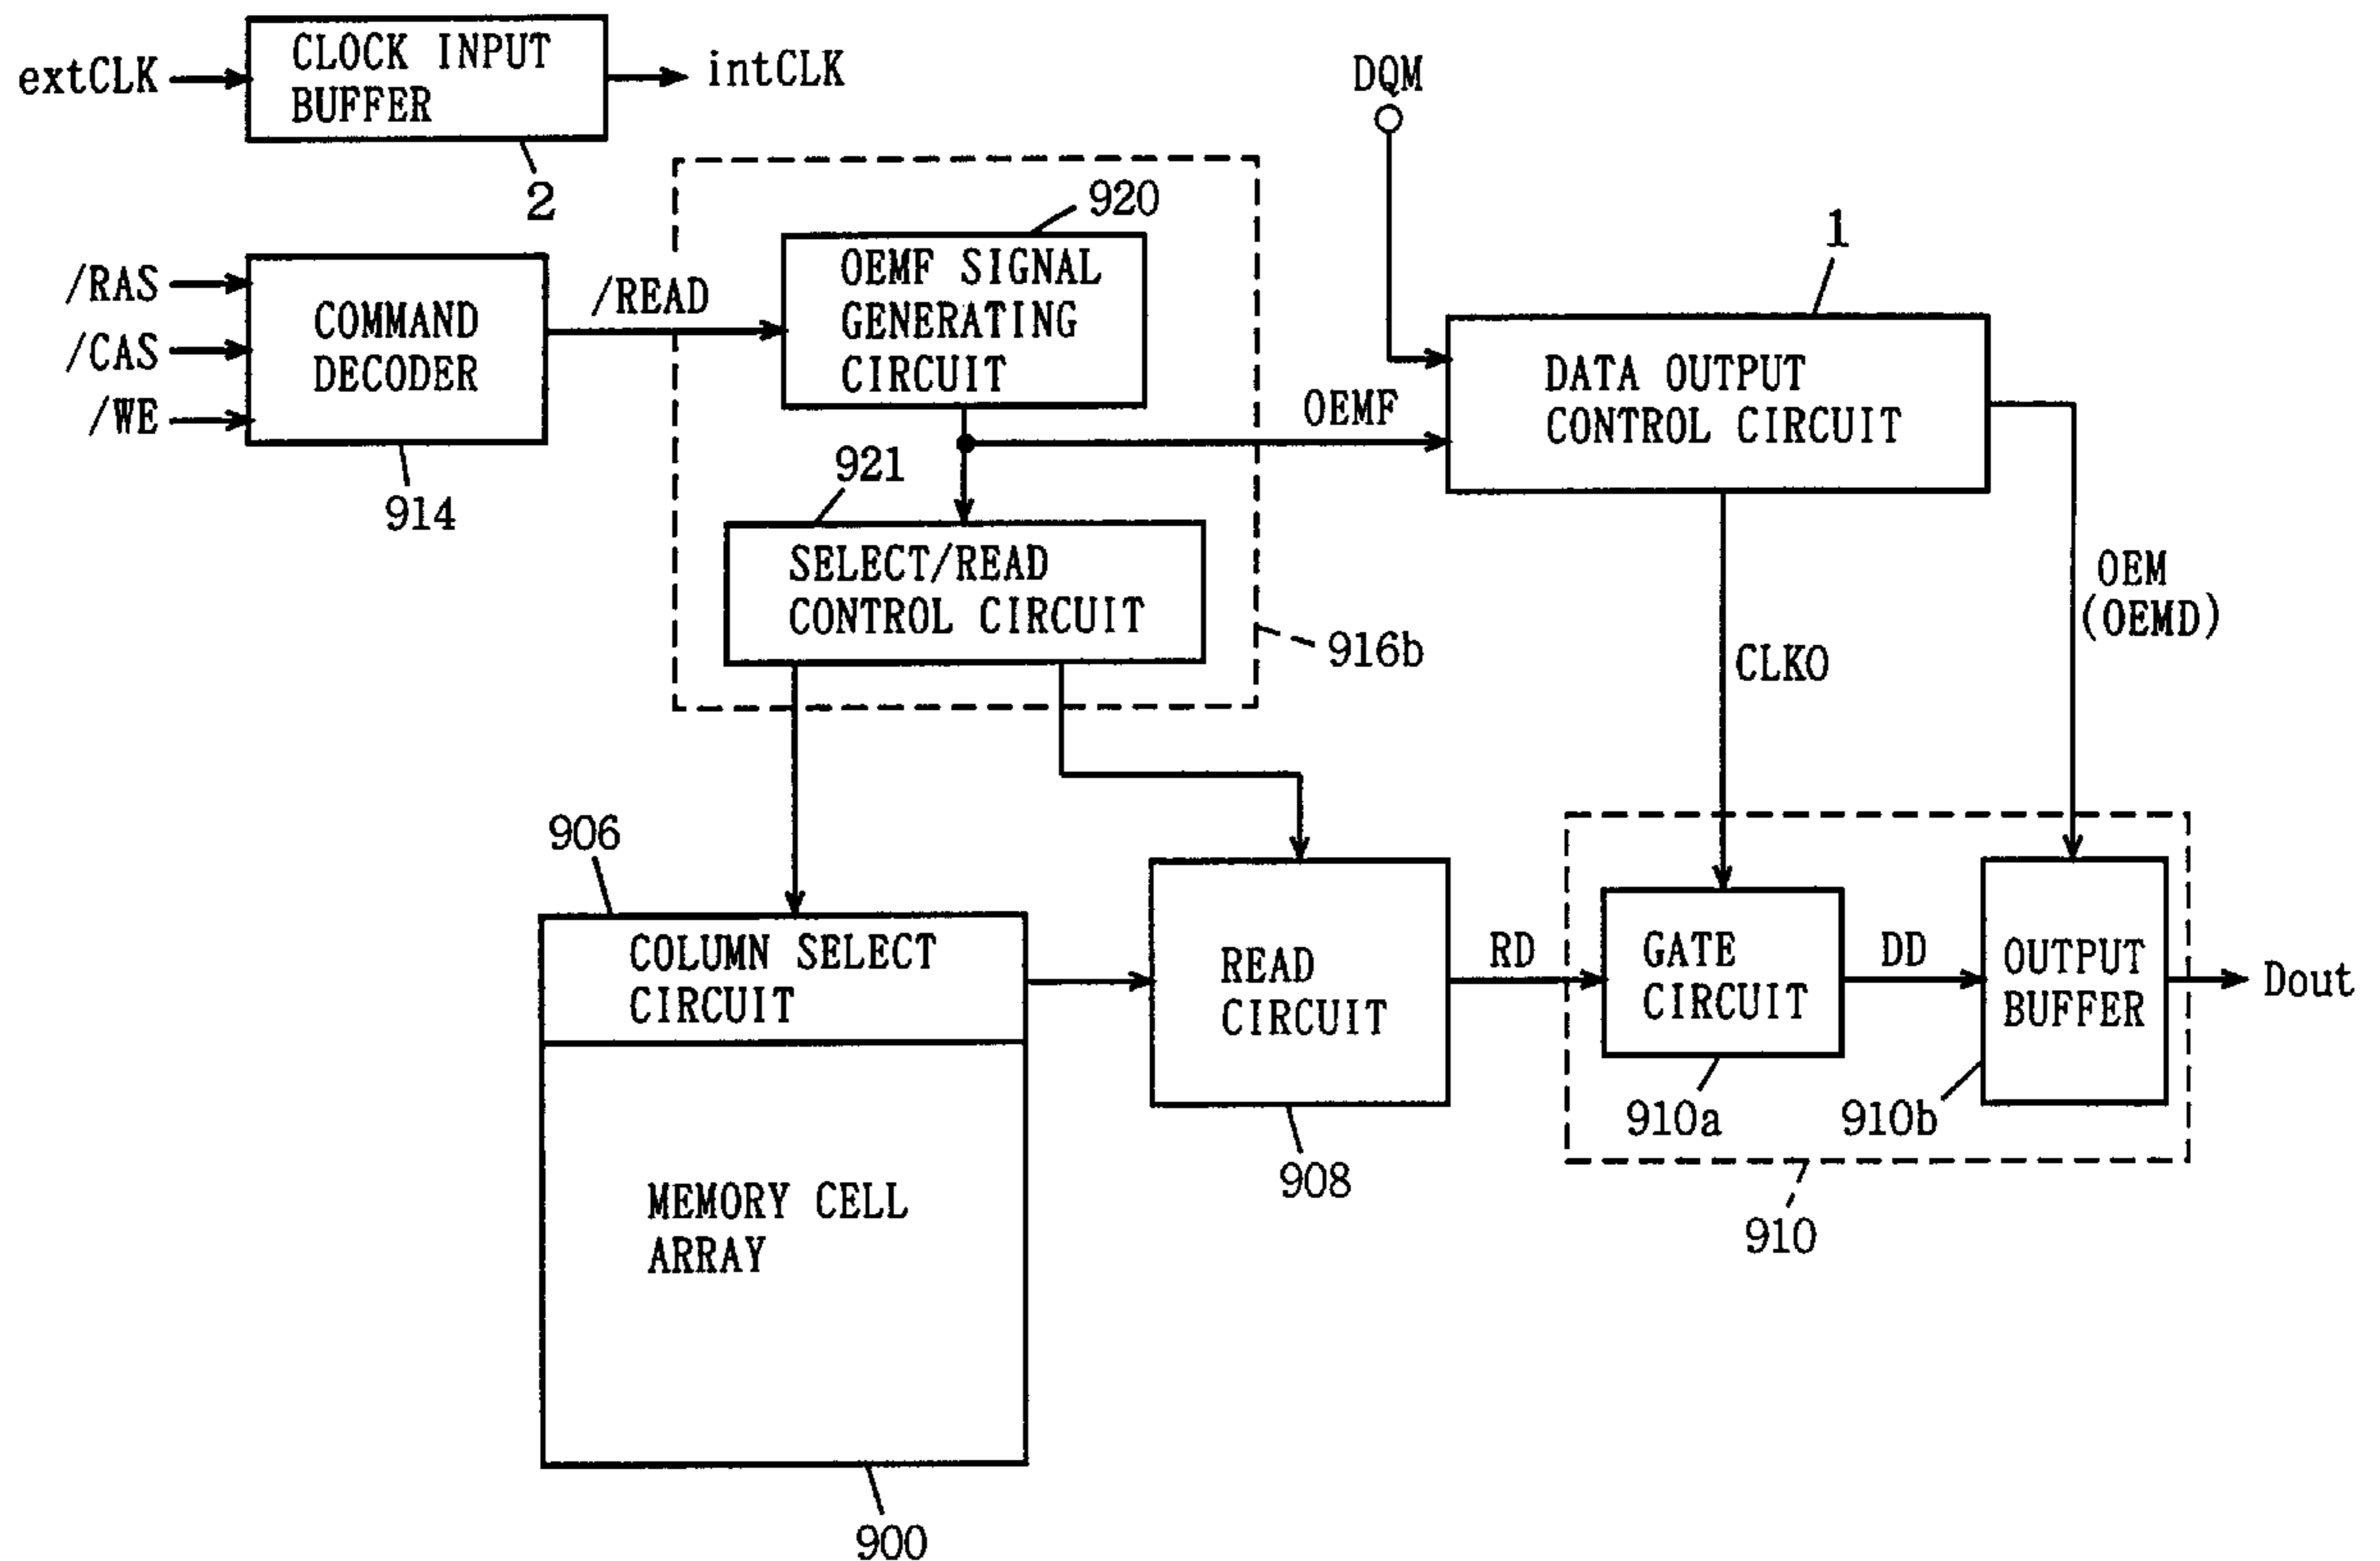 extCLK
CLOCK INPUT
BUFFER
intCLK
2
DQM
/RAS
/CAS
/WE
COMMAND
DECODER
914
/READ
920
OEMF SIGNAL
GENERATING
CIRCUIT
OEMF
1
DATA OUTPUT
CONTROL CIRCUIT
921
SELECT/READ
CONTROL CIRCUIT
916b
CLKO
OEM
(OEMD)
906
COLUMN SELECT
CIRCUIT
MEMORY CELL
ARRAY
900
READ
CIRCUIT
908
RD
GATE
CIRCUIT
910a
DD
OUTPUT
BUFFER
910b
Dout
910